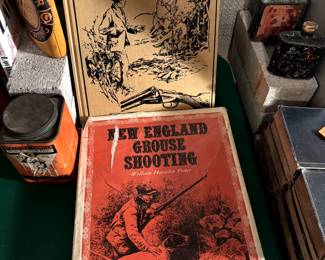 NEW ENGLAND
GROUSE
SHOOTING
William Harnden Foster